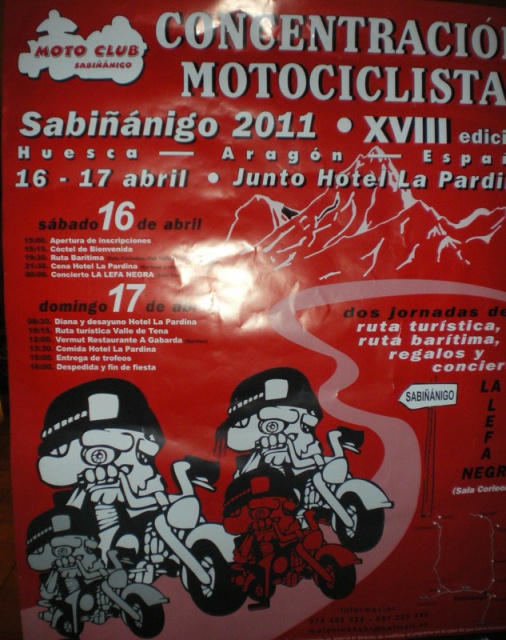 MOTO CLUB
SABIÑÁNIGO
CONCENTRACIÓ
MOTOCICLISTA
Sabiñánigo 2011 • XVIII edici
Huesca — Aragón — Espa
16 - 17 abril • Junto Hotel La Pardi
sábado 16 de abril
Apertura de inscripciones
Cóctel de Bienvenida
Ruta Baritima
Cena Hotel La Pardina
Concierto LA LEFA NEGRA
domingo 17 de ab
Diana y desayuno Hotel La Pardina
Ruta turística Valle de Tena
Vermut Restaurante A Gabarda
Comida Hotel La Pardina
Entrega de trofeos
Despedida y fin de fiesta
dos jornadas de
ruta turística,
ruta barítima,
regalos y
concier
SABIÑÁNIGO
LA
LEFA
NEGR
(Sala Corleo